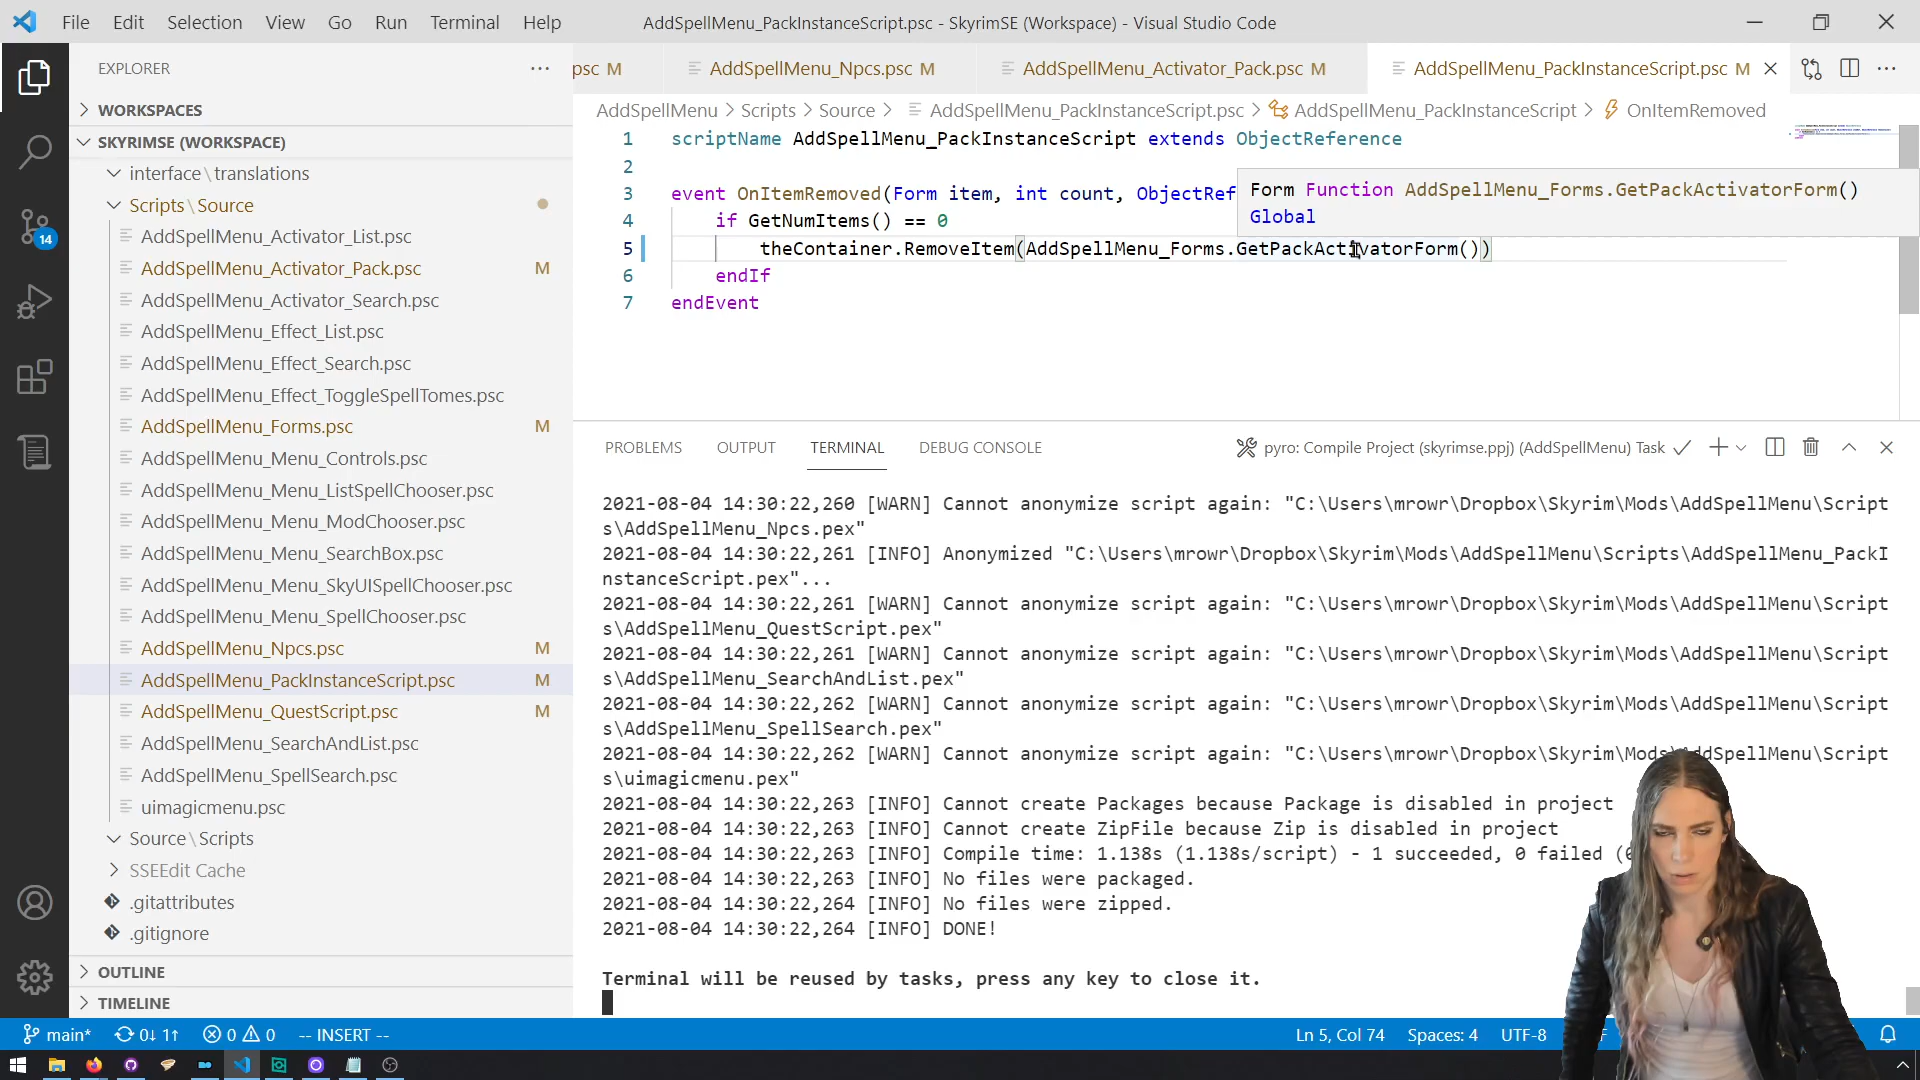 File Edit Selection View Go Run Terminal Help
AddSpellMenu_PackInstanceScript.psc - SkyrimSE (Workspace) - Visual Studio Code
EXPLORER
psc M
AddSpellMenu_Npcs.psc M
AddSpellMenu_Activator_Pack.psc M
AddSpellMenu_PackInstanceScript.psc M
WORKSPACES
SKYRIMSE (WORKSPACE)
interface\translations
Scripts\Source
AddSpellMenu_Activator_List.psc
AddSpellMenu_Activator_Pack.psc M
AddSpellMenu_Activator_Search.psc
AddSpellMenu_Effect_List.psc
AddSpellMenu_Effect_Search.psc
AddSpellMenu_Effect_ToggleSpellTomes.psc
AddSpellMenu_Forms.psc M
AddSpellMenu_Menu_Controls.psc
AddSpellMenu_Menu_ListSpellChooser.psc
AddSpellMenu_Menu_ModChooser.psc
AddSpellMenu_Menu_SearchBox.psc
AddSpellMenu_Menu_SkyUISpellChooser.psc
AddSpellMenu_Menu_SpellChooser.psc
AddSpellMenu_Npcs.psc M
AddSpellMenu_PackInstanceScript.psc M
AddSpellMenu_QuestScript.psc M
AddSpellMenu_SearchAndList.psc
AddSpellMenu_SpellSearch.psc
uimagicmenu.psc
Source\Scripts
SSEEdit Cache
.gitattributes
.gitignore
OUTLINE
TIMELINE
14
AddSpellMenu > Scripts > Source > AddSpellMenu_PackInstanceScript.psc > AddSpellMenu_PackInstanceScript > OnItemRemoved
1 scriptName AddSpellMenu_PackInstanceScript extends ObjectReference
2
3 event OnItemRemoved(Form item, int count, ObjectRef
4 if GetNumItems() == 0
5 theContainer.RemoveItem(AddSpellMenu_Forms.GetPackActivatorForm())
6 endIf
7 endEvent
Form Function AddSpellMenu_Forms.GetPackActivatorForm()
Global
PROBLEMS OUTPUT TERMINAL DEBUG CONSOLE
pyro: Compile Project (skyrimse.ppj) (AddSpellMenu) Task
2021-08-04 14:30:22,260 [WARN] Cannot anonymize script again: "C:\Users\mrowr\Dropbox\Skyrim\Mods\AddSpellMenu\Script
s\AddSpellMenu_Npcs.pex"
2021-08-04 14:30:22,261 [INFO] Anonymized "C:\Users\mrowr\Dropbox\Skyrim\Mods\AddSpellMenu\Scripts\AddSpellMenu_PackI
nstanceScript.pex"...
2021-08-04 14:30:22,261 [WARN] Cannot anonymize script again: "C:\Users\mrowr\Dropbox\Skyrim\Mods\AddSpellMenu\Script
s\AddSpellMenu_QuestScript.pex"
2021-08-04 14:30:22,261 [WARN] Cannot anonymize script again: "C:\Users\mrowr\Dropbox\Skyrim\Mods\AddSpellMenu\Script
s\AddSpellMenu_SearchAndList.pex"
2021-08-04 14:30:22,262 [WARN] Cannot anonymize script again: "C:\Users\mrowr\Dropbox\Skyrim\Mods\AddSpellMenu\Script
s\AddSpellMenu_SpellSearch.pex"
2021-08-04 14:30:22,262 [WARN] Cannot anonymize script again: "C:\Users\mrowr\Dropbox\Skyrim\Mods\AddSpellMenu\Script
s\uimagicmenu.pex"
2021-08-04 14:30:22,263 [INFO] Cannot create Packages because Package is disabled in project
2021-08-04 14:30:22,263 [INFO] Cannot create ZipFile because Zip is disabled in project
2021-08-04 14:30:22,263 [INFO] Compile time: 1.138s (1.138s/script) - 1 succeeded, 0 failed
2021-08-04 14:30:22,263 [INFO] No files were packaged.
2021-08-04 14:30:22,264 [INFO] No files were zipped.
2021-08-04 14:30:22,264 [INFO] DONE!
Terminal will be reused by tasks, press any key to close it.
main* 0↓ 1↑ 0 0 -- INSERT --
Ln 5, Col 74 Spaces: 4 UTF-8